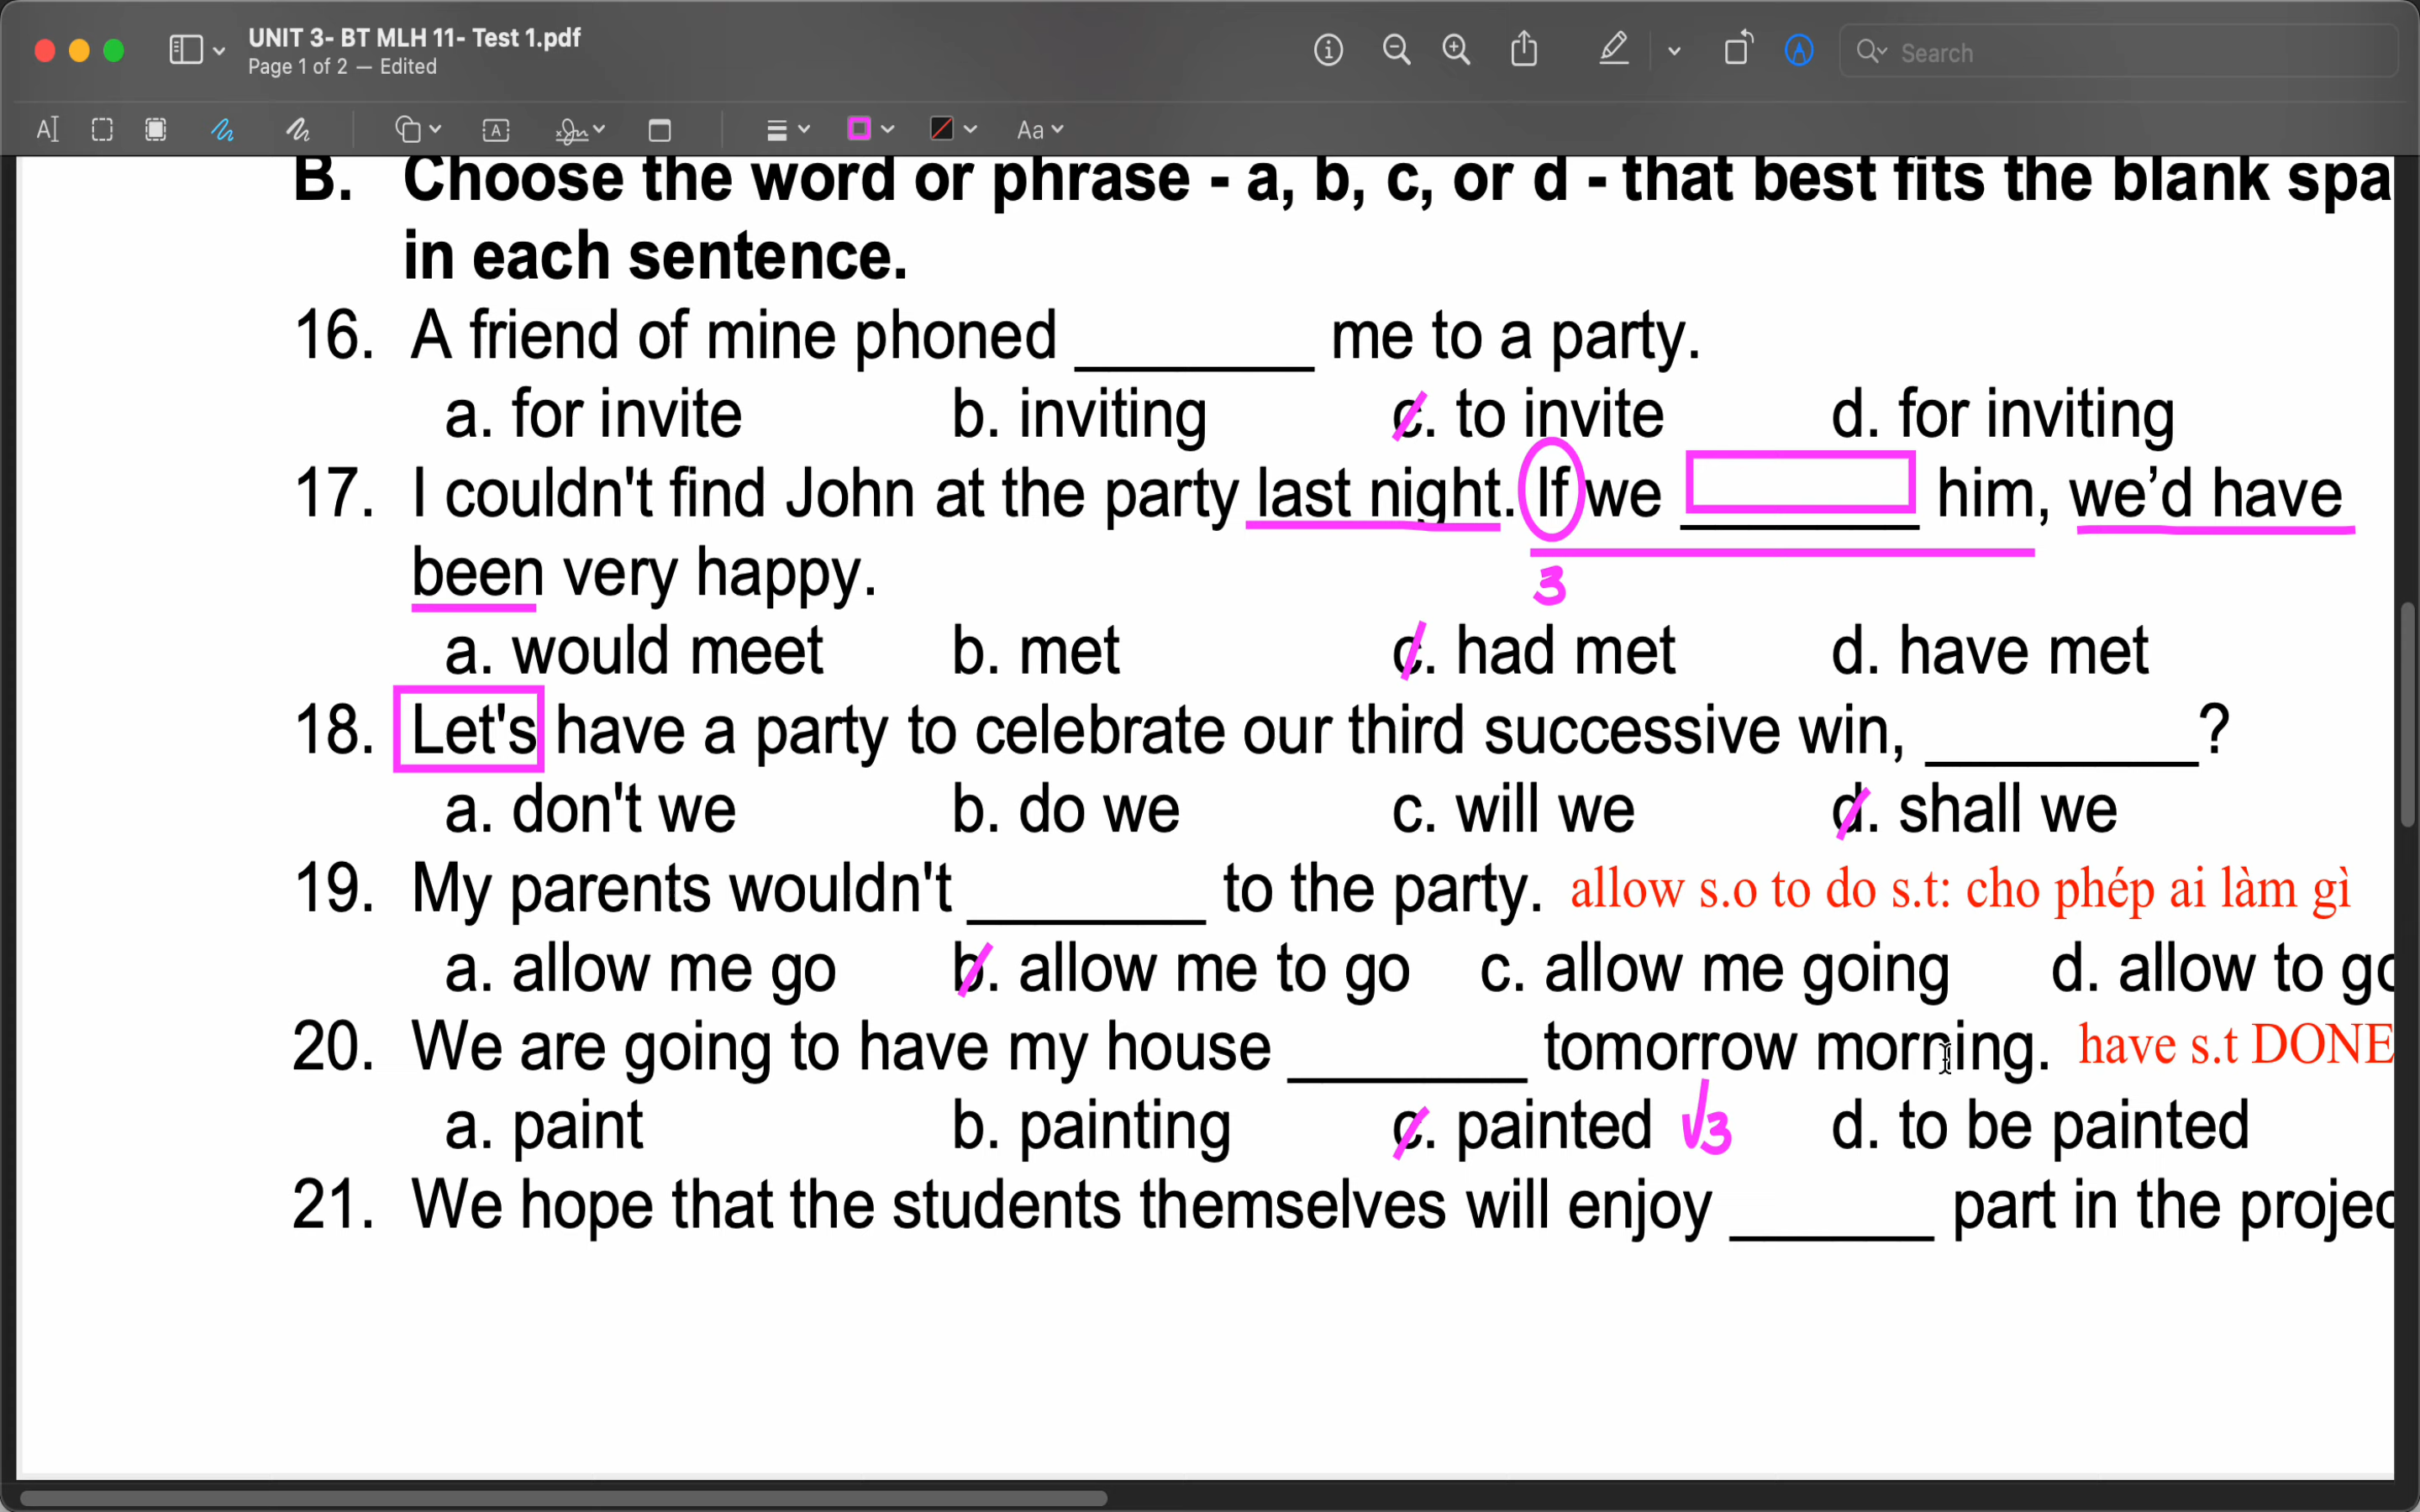 UNIT 3- BT MLH 11- Test 1.pdf
Page 1 of 2 — Edited
Search
Aa
B. Choose the word or phrase - a, b, c, or d - that best fits the blank spa
in each sentence.
16. A friend of mine phoned ________ me to a party.
a. for invite b. inviting c. to invite d. for inviting
17. I couldn't find John at the party last night. If we ________ him, we’d have
3
been very happy.
a. would meet b. met c. had met d. have met
18. Let's have a party to celebrate our third successive win, ________?
a. don't we b. do we c. will we d. shall we
19. My parents wouldn't ________ to the party. allow s.o to do s.t: cho phép ai làm gì
a. allow me go b. allow me to go c. allow me going d. allow to go
20. We are going to have my house ________ tomorrow morning. have s.t DONE
a. paint b. painting c. painted V3 d. to be painted
21. We hope that the students themselves will enjoy ________ part in the projec